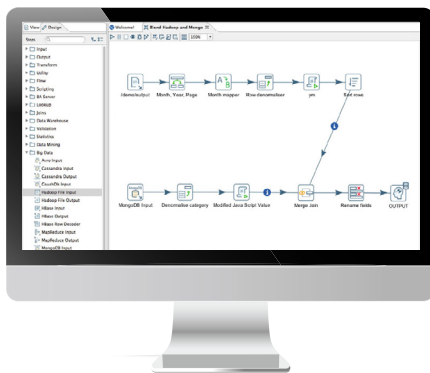 View Design
Welcome!
Blend Hadoop and Mongo
Steps
100%
Input
Output
Transform
Utility
Flow
Scripting
BA Server
Lookup
Joins
Data Warehouse
Validation
Statistics
Data Mining
Big Data
Avro Input
Cassandra Input
Cassandra Output
CouchDb Input
Hadoop File Input
Hadoop File Output
HBase Input
HBase Output
HBase Row Decoder
MapReduce Input
MapReduce Output
MongoDB Input
/demo/output
Month, Year, Page
Month mapper
Row denormaliser
ym
Sort rows
MongoDB Input
Denormalise category
Modified Java Script Value
Merge Join
Rename fields
OUTPUT